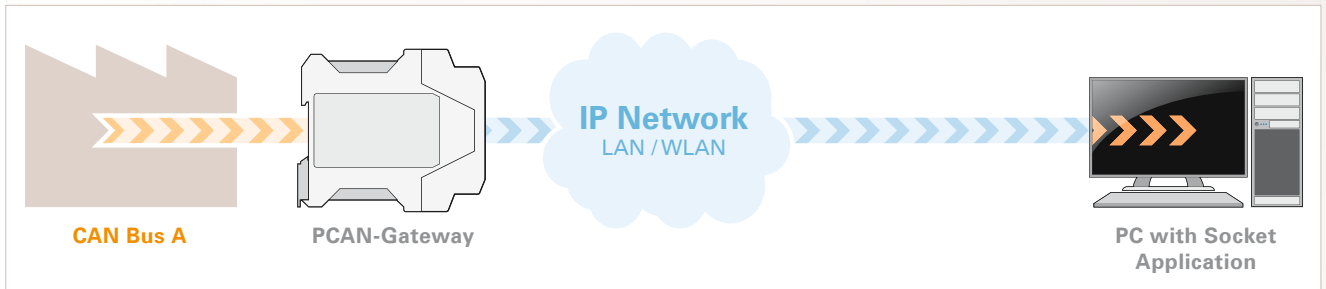 IP Network
LAN / WLAN
CAN Bus A
PCAN-Gateway
PC with Socket
Application